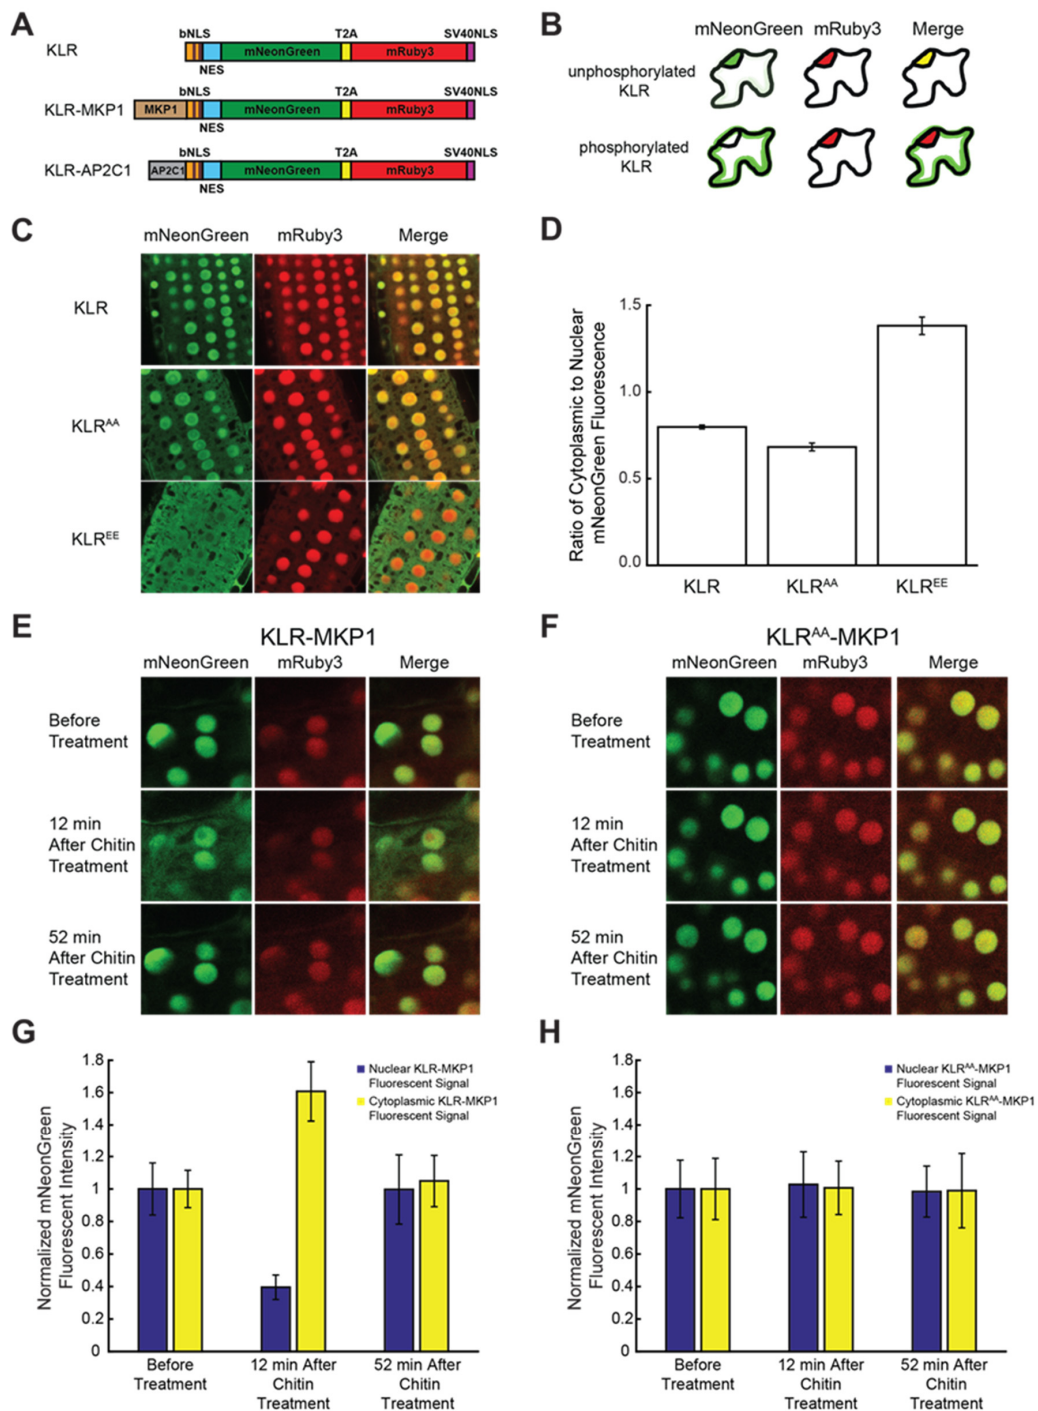 A
bNLS T2A SV40NLS
KLR mNeonGreen mRuby3
NES
bNLS T2A SV40NLS
KLR-MKP1 MKP1 mNeonGreen mRuby3
NES
bNLS T2A SV40NLS
KLR-AP2C1 AP2C1 mNeonGreen mRuby3
NES
B
mNeonGreen mRuby3 Merge
unphosphorylated
KLR
phosphorylated
KLR
C
mNeonGreen mRuby3 Merge
KLR
KLRᴬᴬ
KLRᴱᴱ
D
Ratio of Cytoplasmic to Nuclear
mNeonGreen Fluorescence
1.5
1.0
0.5
0.0
KLR KLRᴬᴬ KLRᴱᴱ
E
KLR-MKP1
mNeonGreen mRuby3 Merge
Before
Treatment
12 min
After Chitin
Treatment
52 min
After Chitin
Treatment
F
KLRᴬᴬ-MKP1
mNeonGreen mRuby3 Merge
Before
Treatment
12 min
After Chitin
Treatment
52 min
After Chitin
Treatment
G
Normalized mNeonGreen
Fluorescent Intensity
1.8
1.6
1.4
1.2
1
0.8
0.6
0.4
0.2
0
Nuclear KLR-MKP1
Fluorescent Signal
Cytoplasmic KLR-MKP1
Fluorescent Signal
Before
Treatment
12 min After
Chitin
Treatment
52 min After
Chitin
Treatment
H
Normalized mNeonGreen
Fluorescent Intensity
1.8
1.6
1.4
1.2
1
0.8
0.6
0.4
0.2
0
Nuclear KLRᴬᴬ-MKP1
Fluorescent Signal
Cytoplasmic KLRᴬᴬ-MKP1
Fluorescent Signal
Before
Treatment
12 min After
Chitin
Treatment
52 min After
Chitin
Treatment